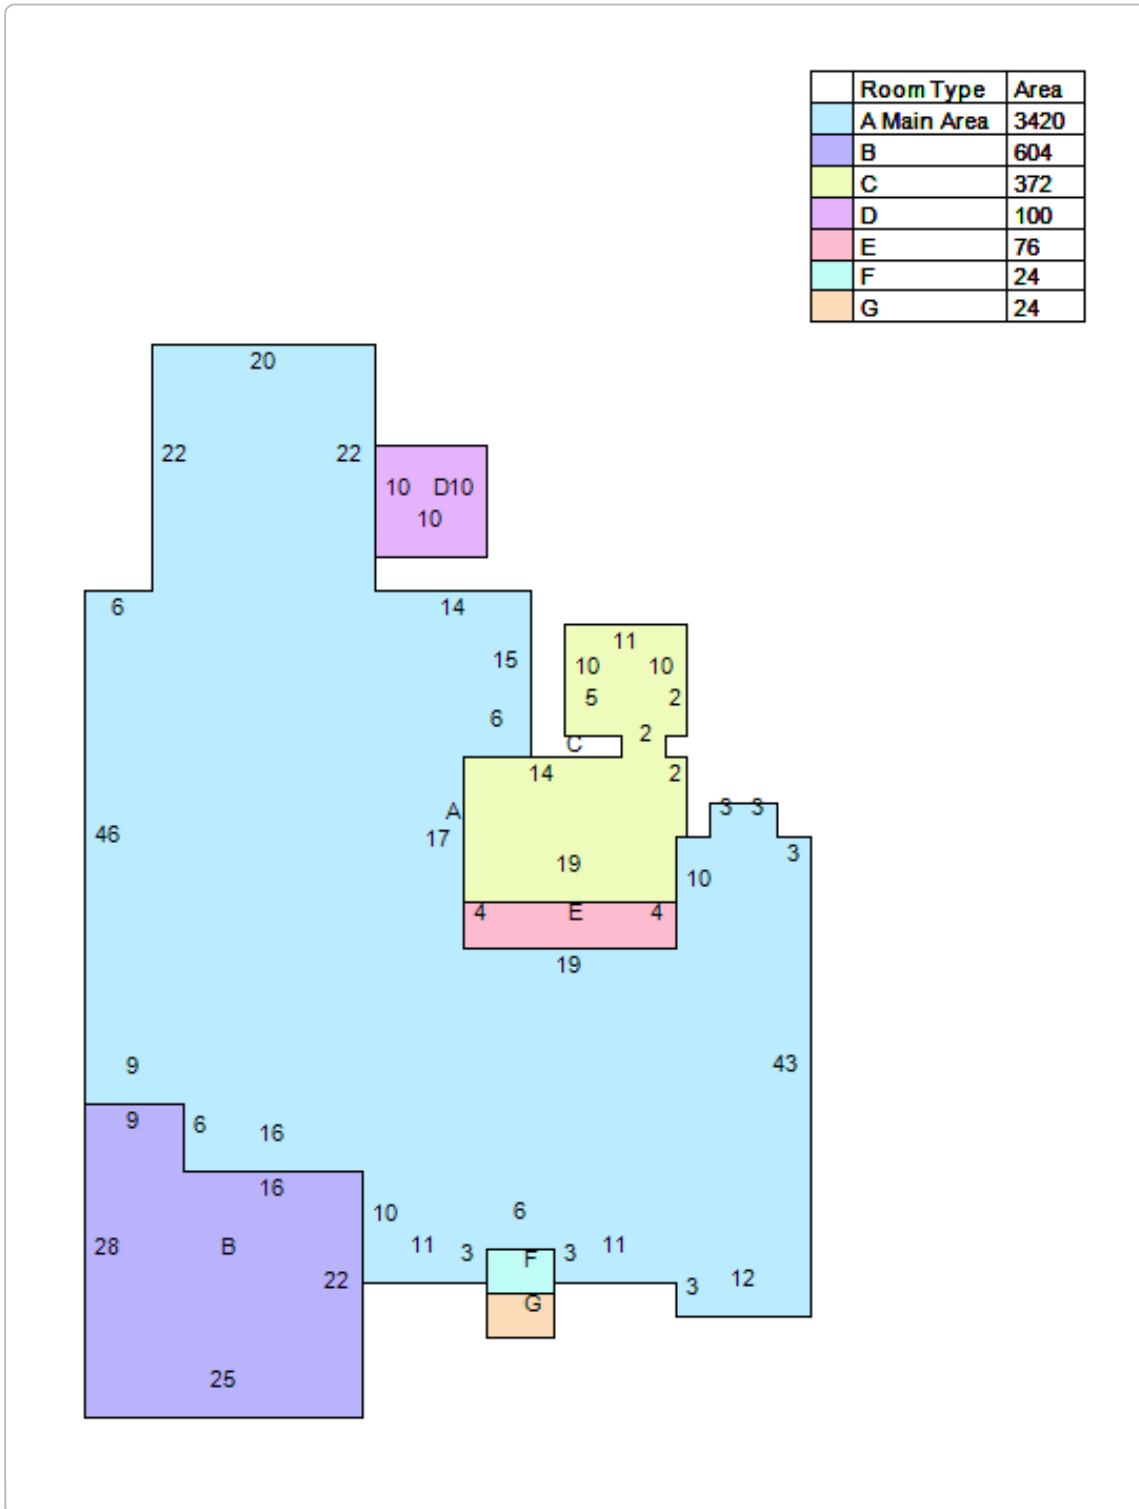 Room Type Area
A Main Area 3420
B 604
C 372
D 100
E 76
F 24
G 24
20
22 22
10 D10
10
6 14
11
15 10 10
5 2
6
2
C
14 2
3 3
A
46 17
3
19
10
4 E 4
19
9 43
9 6 16
16
10 6
28 B 11 3 F 3 11
22 3 12
G
25